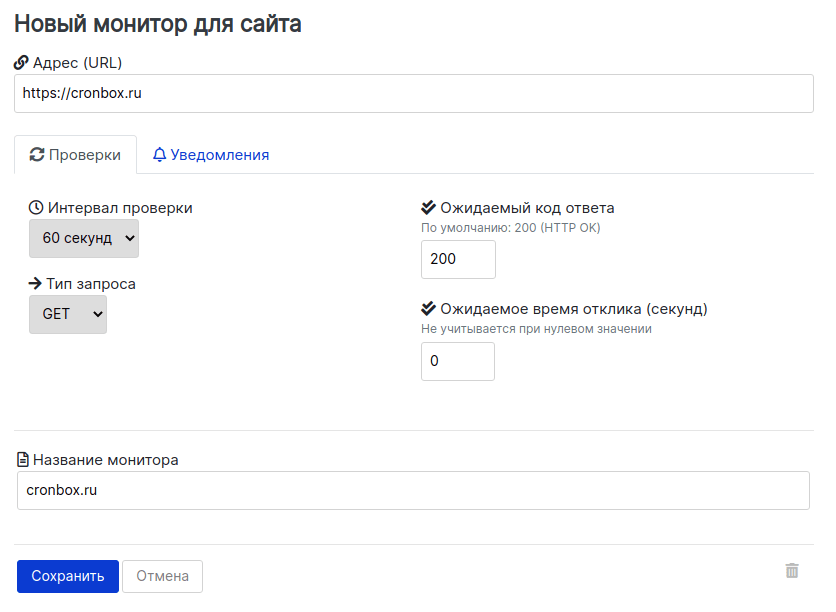 Новый монитор для сайта
Адрес (URL)
https://cronbox.ru
Проверки
Уведомления
Интервал проверки
60 секунд
Тип запроса
GET
Ожидаемый код ответа
По умолчанию: 200 (HTTP OK)
200
Ожидаемое время отклика (секунд)
Не учитывается при нулевом значении
0
Название монитора
cronbox.ru
Сохранить
Отмена